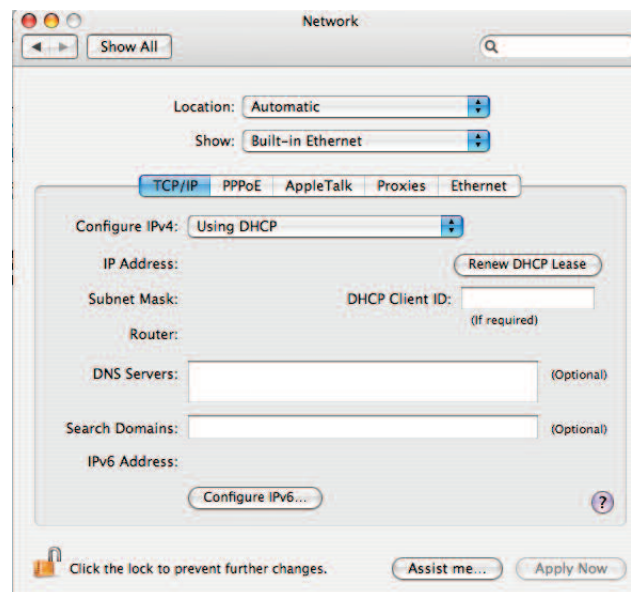 Network
Show All
Location: Automatic
Show: Built-in Ethernet
TCP/IP PPPoE AppleTalk Proxies Ethernet
Configure IPv4: Using DHCP
IP Address: Renew DHCP Lease
Subnet Mask: DHCP Client ID:
(If required)
Router:
DNS Servers: (Optional)
Search Domains: (Optional)
IPv6 Address:
Configure IPv6...
?
Click the lock to prevent further changes. Assist me... Apply Now